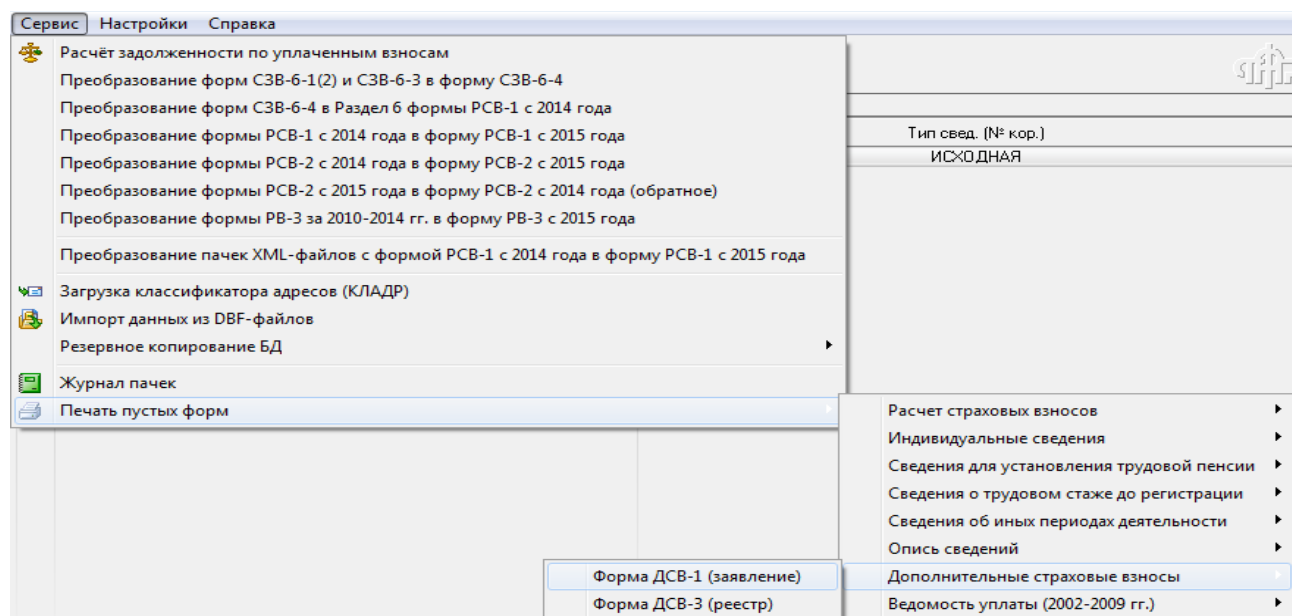 Сервис Настройки Справка
Расчёт задолженности по уплаченным взносам
Преобразование форм СЗВ-6-1(2) и СЗВ-6-3 в форму СЗВ-6-4
Преобразование форм СЗВ-6-4 в Раздел 6 формы РСВ-1 с 2014 года
Преобразование формы РСВ-1 с 2014 года в форму РСВ-1 с 2015 года
Преобразование формы РСВ-2 с 2014 года в форму РСВ-2 с 2015 года
Преобразование формы РСВ-2 с 2015 года в форму РСВ-2 с 2014 года (обратное)
Преобразование формы РВ-3 за 2010-2014 гг. в форму РВ-3 с 2015 года
Преобразование пачек XML-файлов с формой РСВ-1 с 2014 года в форму РСВ-1 с 2015 года
Загрузка классификатора адресов (КЛАДР)
Импорт данных из DBF-файлов
Резервное копирование БД
Журнал пачек
Печать пустых форм
Тип свед. (№ кор.)
ИСХОДНАЯ
Расчет страховых взносов
Индивидуальные сведения
Сведения для установления трудовой пенсии
Сведения о трудовом стаже до регистрации
Сведения об иных периодах деятельности
Опись сведений
Дополнительные страховые взносы
Ведомость уплаты (2002-2009 гг.)
Форма ДСВ-1 (заявление)
Форма ДСВ-3 (реестр)